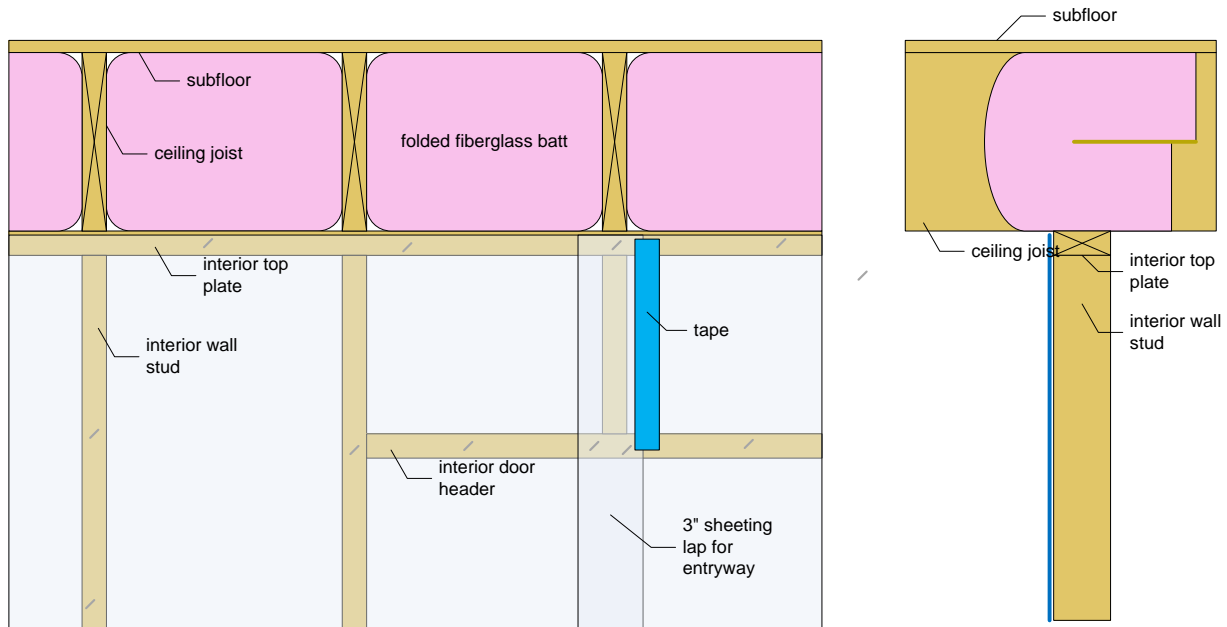 subfloor
subfloor
folded fiberglass batt
ceiling joist
ceiling joist
interior top
plate
interior top
plate
interior wall
stud
tape
interior wall
stud
interior door
header
3" sheeting
lap for
entryway